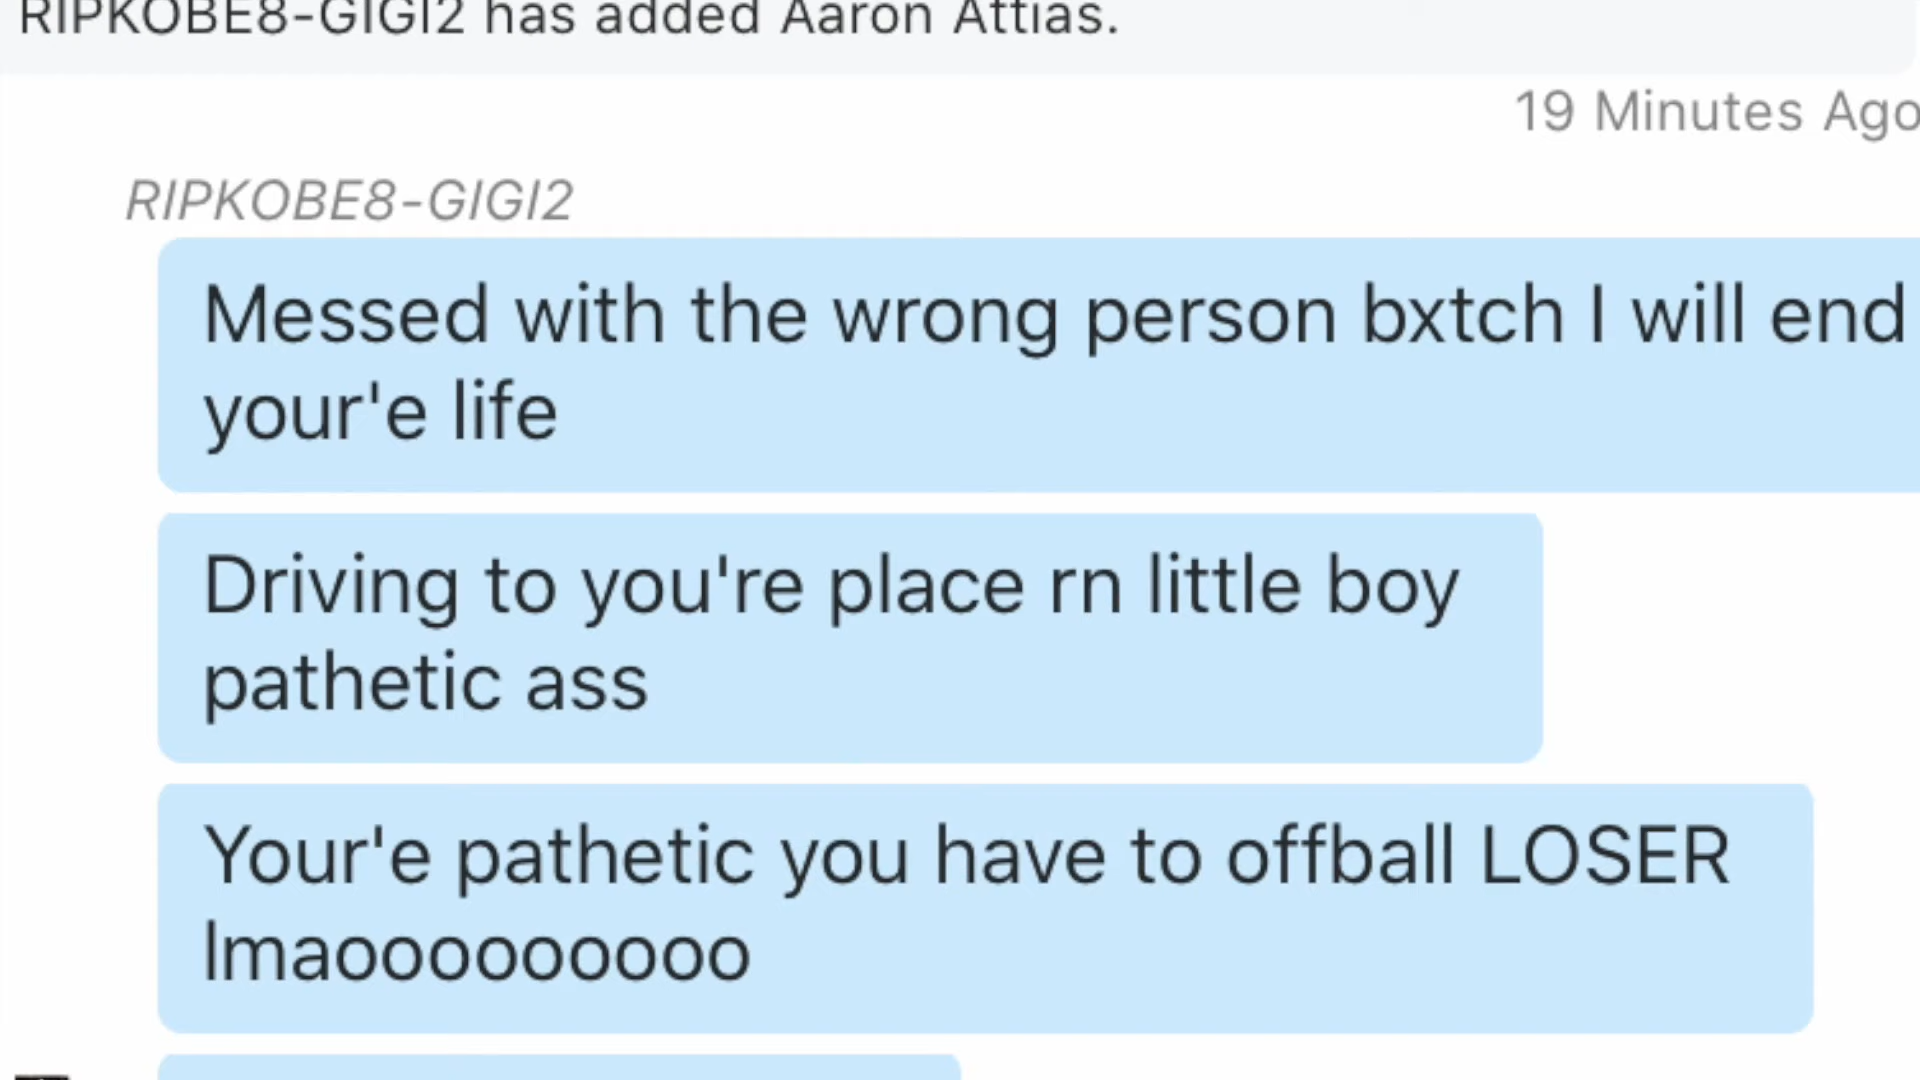 RIPKOBE8-GIGI2 has added Aaron Attias.
19 Minutes Ago
RIPKOBE8-GIGI2
Messed with the wrong person bxtch I will end
your'e life
Driving to you're place rn little boy
pathetic ass
Your'e pathetic you have to offball LOSER
lmaooooooooo